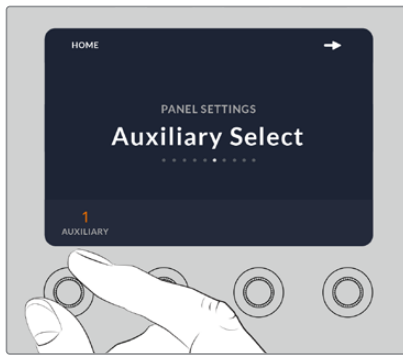 HOME
PANEL SETTINGS
Auxiliary Select
1
AUXILIARY